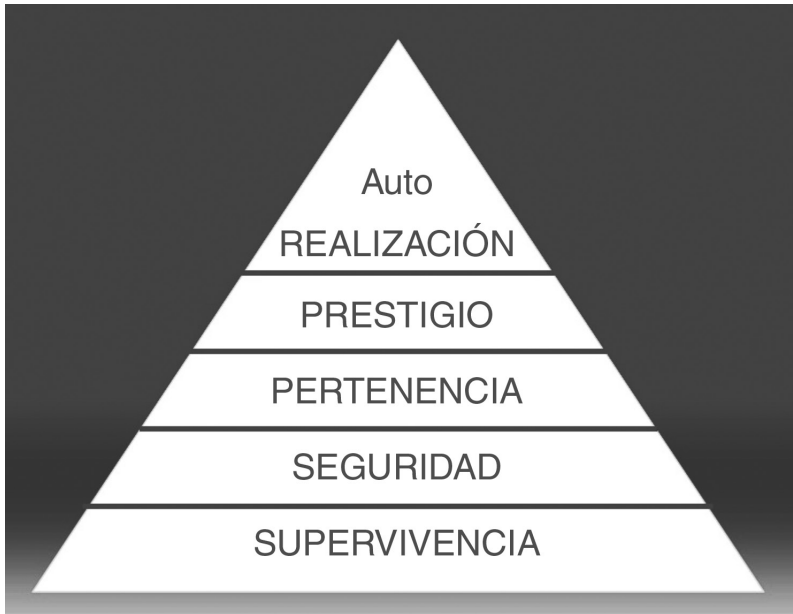 Auto
REALIZACIÓN
PRESTIGIO
PERTENENCIA
SEGURIDAD
SUPERVIVENCIA